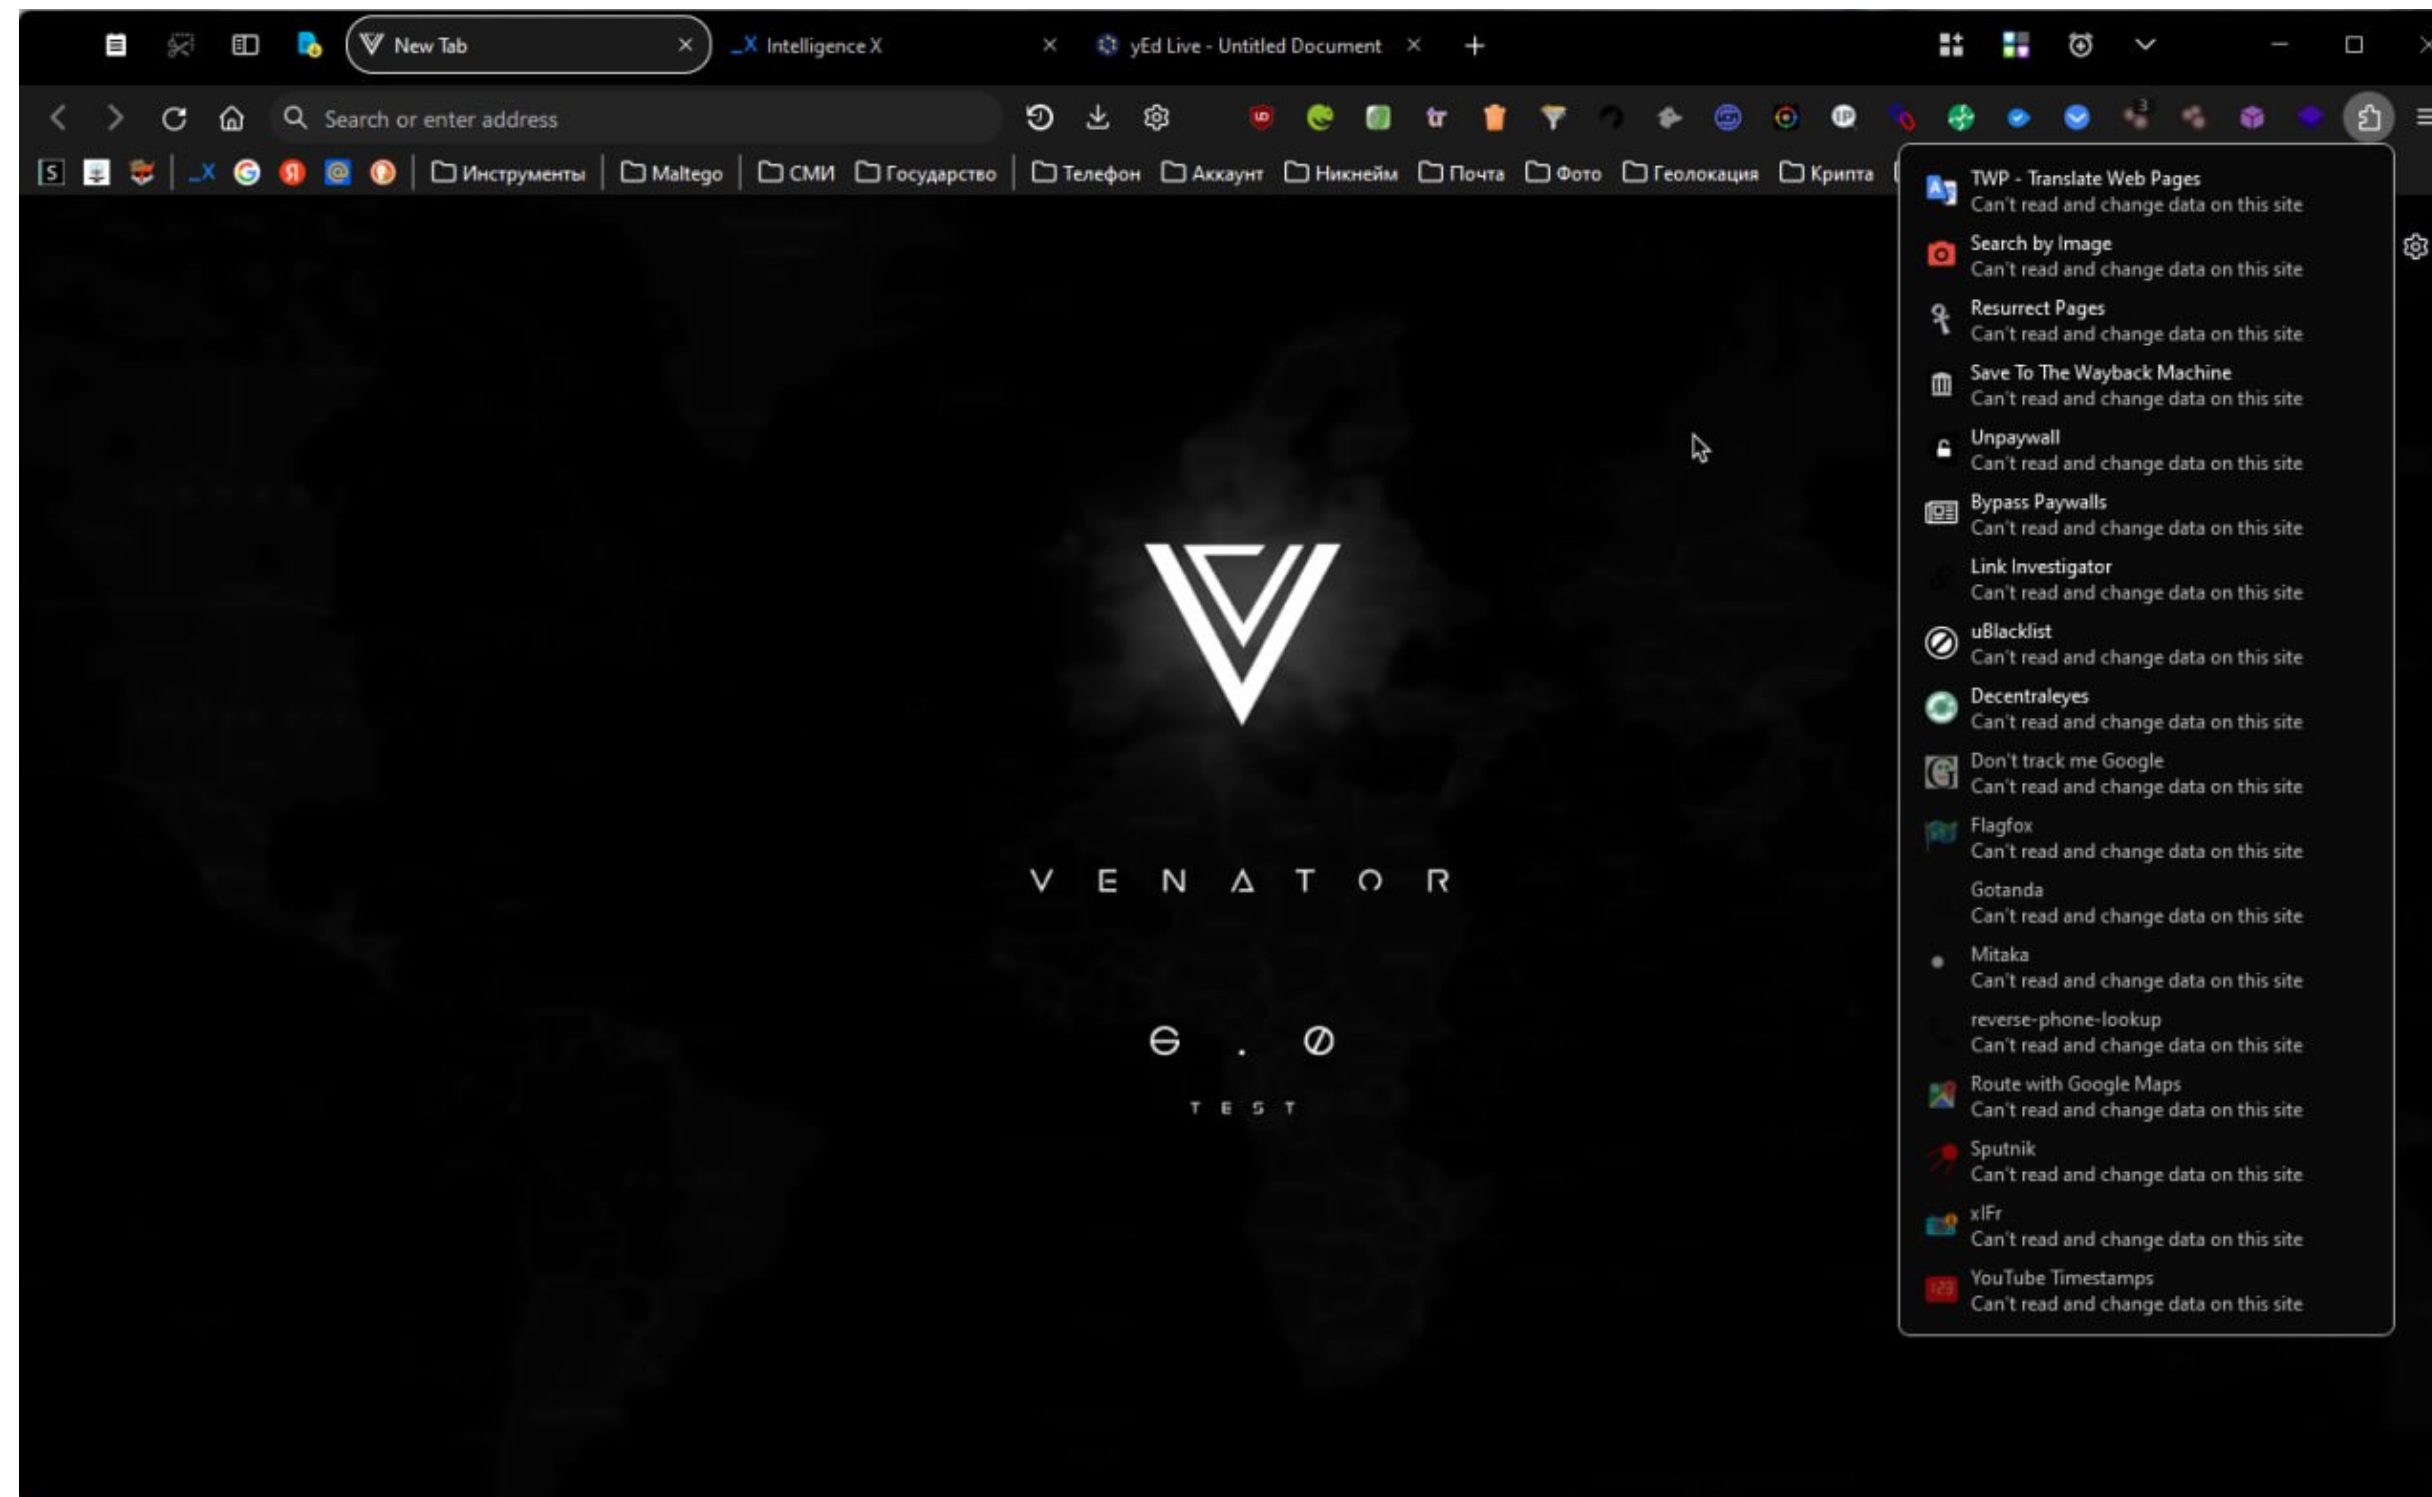 New Tab
_X Intelligence X
yEd Live - Untitled Document
Search or enter address
UD
tr
IP
3
S
_X
G
Я
@
Инструменты
Maltego
СМИ
Государство
Телефон
Аккаунт
Никнейм
Почта
Фото
Геолокация
Крипта
TWP - Translate Web Pages
Can't read and change data on this site
Search by Image
Can't read and change data on this site
Resurrect Pages
Can't read and change data on this site
Save To The Wayback Machine
Can't read and change data on this site
Unpaywall
Can't read and change data on this site
Bypass Paywalls
Can't read and change data on this site
Link Investigator
Can't read and change data on this site
uBlacklist
Can't read and change data on this site
Decentraleyes
Can't read and change data on this site
Don't track me Google
Can't read and change data on this site
Flagfox
Can't read and change data on this site
Gotanda
Can't read and change data on this site
Mitaka
Can't read and change data on this site
reverse-phone-lookup
Can't read and change data on this site
Route with Google Maps
Can't read and change data on this site
Sputnik
Can't read and change data on this site
xIFr
Can't read and change data on this site
123
YouTube Timestamps
Can't read and change data on this site
VENATOR
6.0
TEST